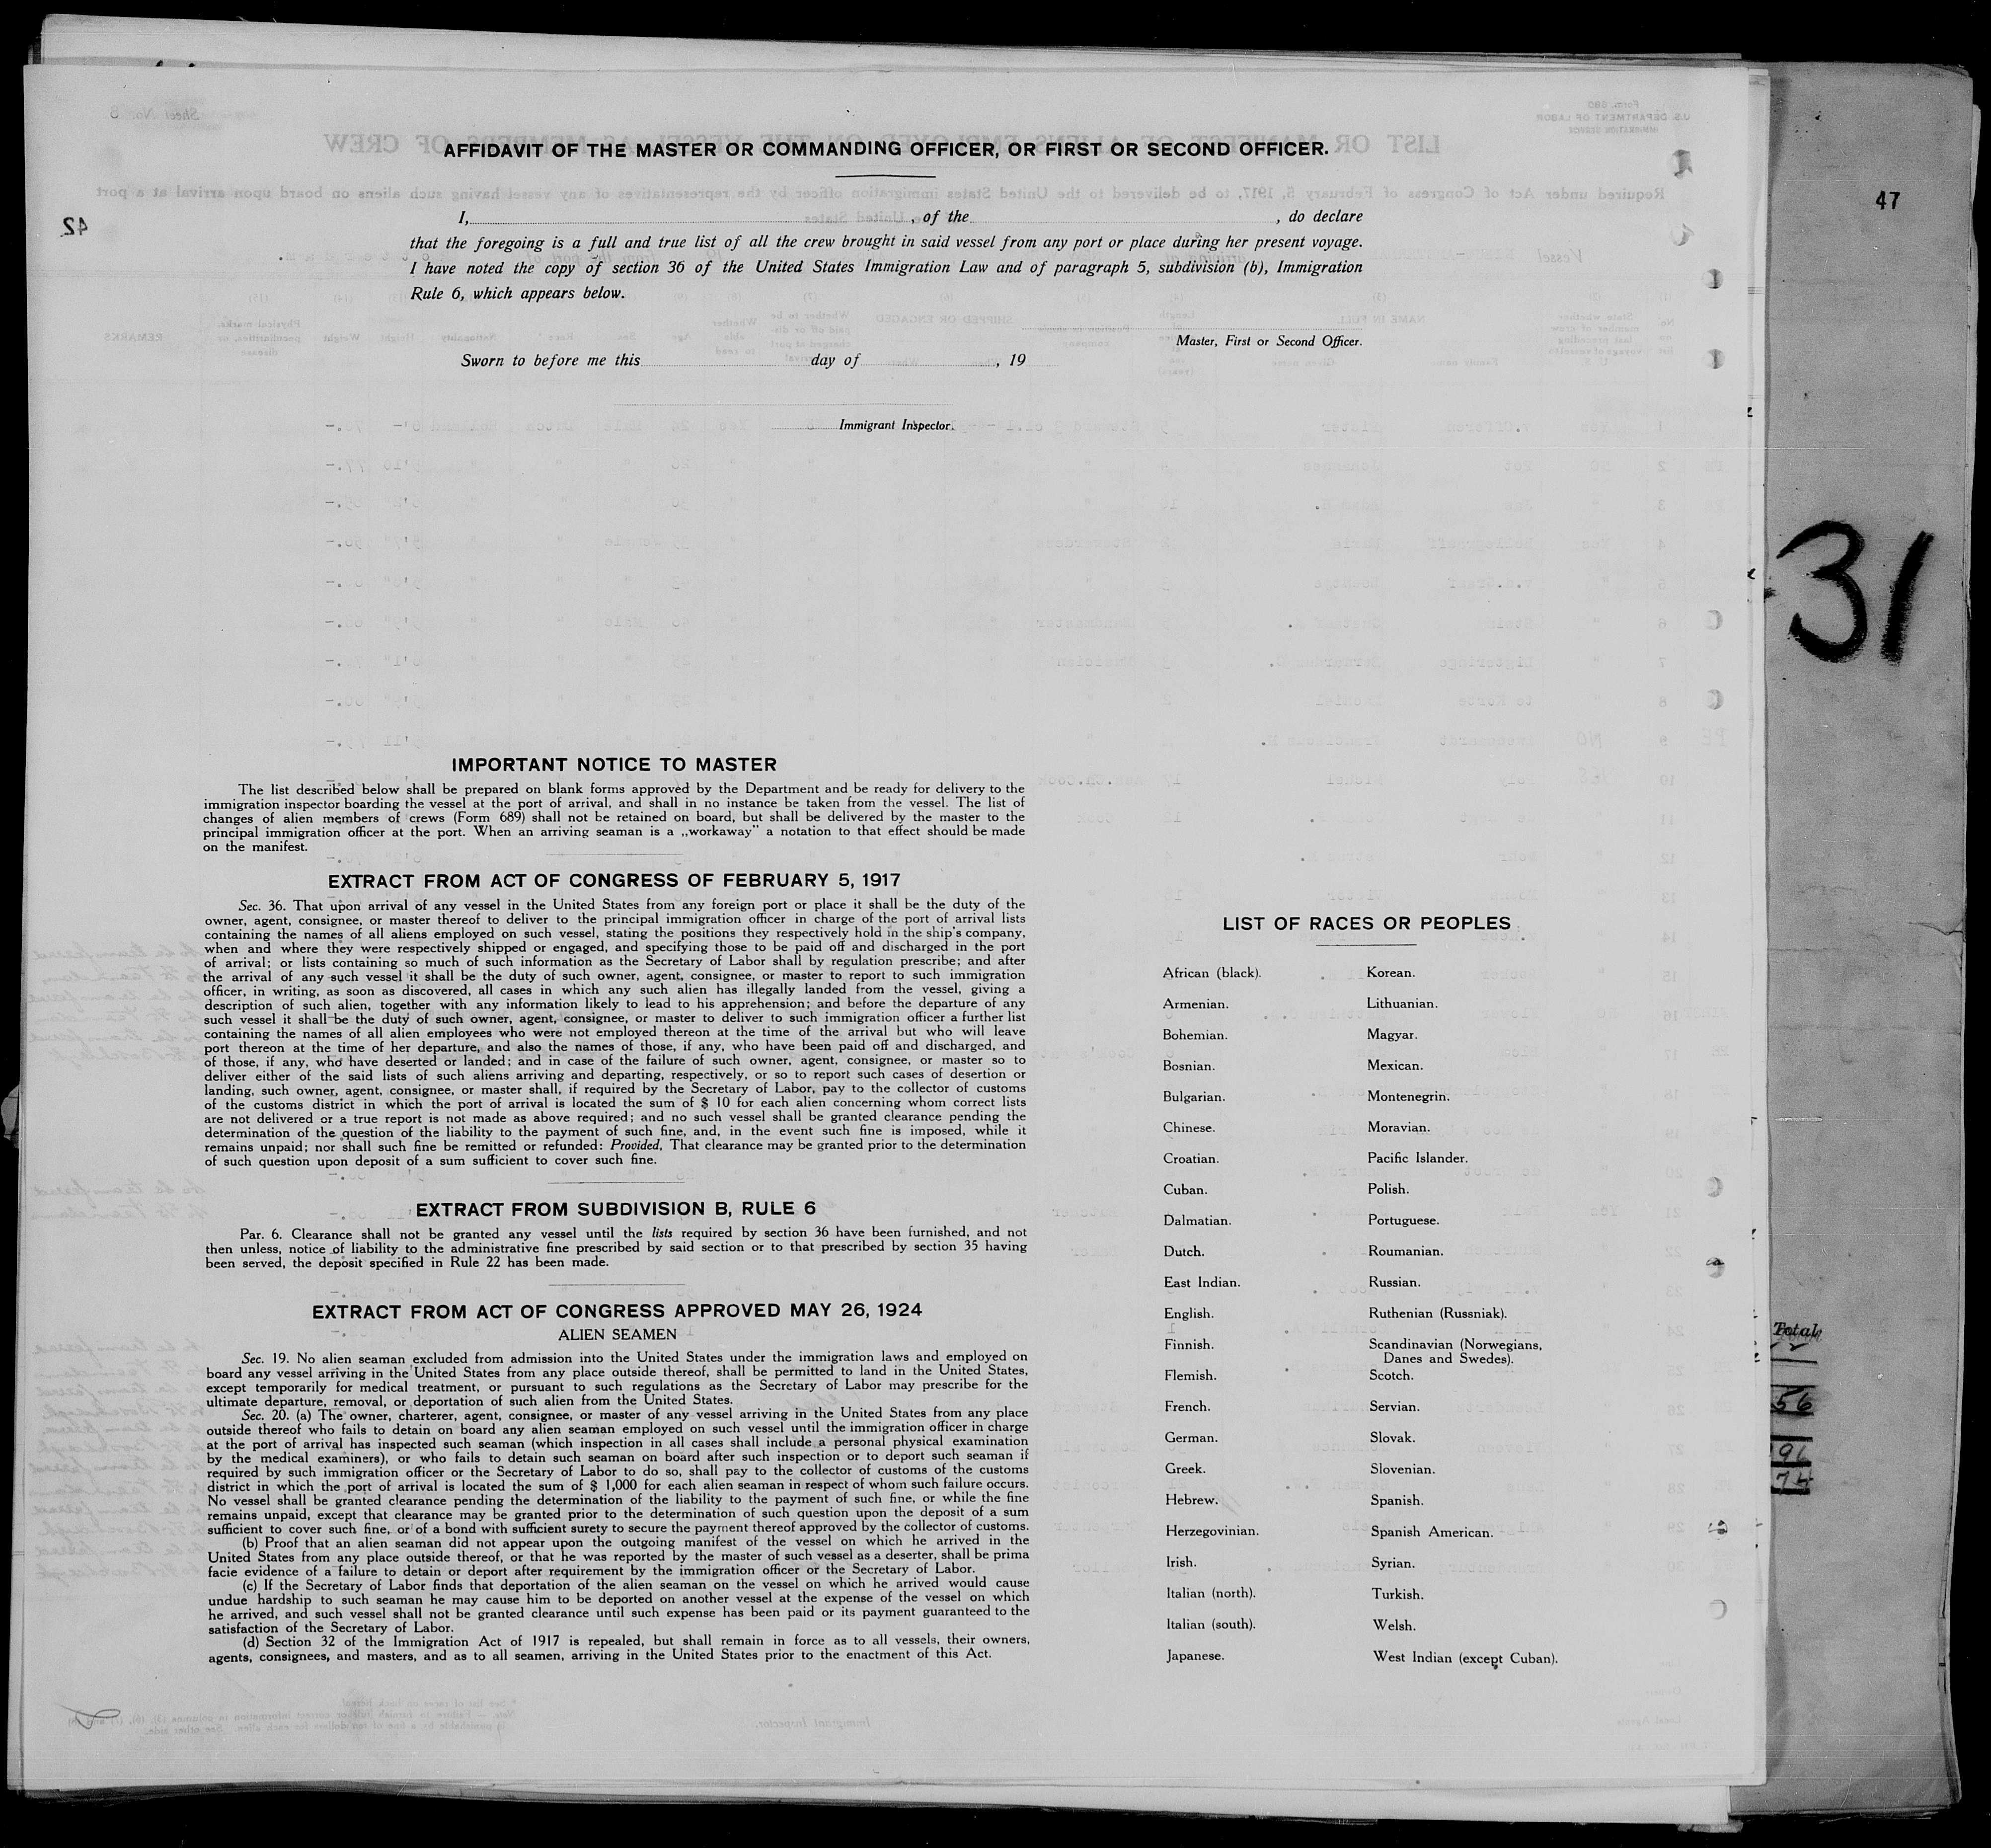 AFFIDAVIT OF THE MASTER OR COMMANDING OFFICER, OR FIRST OR SECOND OFFICER.
I, , of the , do declare
that the foregoing is a full and true list of all the crew brought in said vessel from any port or place during her present voyage.
I have noted the copy of section 36 of the United States Immigration Law and of paragraph 5, subdivision (b), Immigration
Rule 6, which appears below.
Master, First or Second Officer.
Sworn to before me this day of , 19
Immigrant Inspector.
47
31
IMPORTANT NOTICE TO MASTER
The list described below shall be prepared on blank forms approved by the Department and be ready for delivery to the
immigration inspector boarding the vessel at the port of arrival, and shall in no instance be taken from the vessel. The list of
changes of alien members of crews (Form 689) shall not be retained on board, but shall be delivered by the master to the
principal immigration officer at the port. When an arriving seaman is a „workaway” a notation to that effect should be made
on the manifest.
EXTRACT FROM ACT OF CONGRESS OF FEBRUARY 5, 1917
Sec. 36. That upon arrival of any vessel in the United States from any foreign port or place it shall be the duty of the
owner, agent, consignee, or master thereof to deliver to the principal immigration officer in charge of the port of arrival lists
containing the names of all aliens employed on such vessel, stating the positions they respectively hold in the ship's company,
when and where they were respectively shipped or engaged, and specifying those to be paid off and discharged in the port
of arrival; or lists containing so much of such information as the Secretary of Labor shall by regulation prescribe; and after
the arrival of any such vessel it shall be the duty of such owner, agent, consignee, or master to report to such immigration
officer, in writing, as soon as discovered, all cases in which any such alien has illegally landed from the vessel, giving a
description of such alien, together with any information likely to lead to his apprehension; and before the departure of any
such vessel it shall be the duty of such owner, agent, consignee, or master to deliver to such immigration officer a further list
containing the names of all alien employees who were not employed thereon at the time of the arrival but who will leave
port thereon at the time of her departure, and also the names of those, if any, who have been paid off and discharged, and
of those, if any, who have deserted or landed; and in case of the failure of such owner, agent, consignee, or master so to
deliver either of the said lists of such aliens arriving and departing, respectively, or so to report such cases of desertion or
landing, such owner, agent, consignee, or master shall, if required by the Secretary of Labor, pay to the collector of customs
of the customs district in which the port of arrival is located the sum of $ 10 for each alien concerning whom correct lists
are not delivered or a true report is not made as above required; and no such vessel shall be granted clearance pending the
determination of the question of the liability to the payment of such fine, and, in the event such fine is imposed, while it
remains unpaid; nor shall such fine be remitted or refunded: Provided, That clearance may be granted prior to the determination
of such question upon deposit of a sum sufficient to cover such fine.
EXTRACT FROM SUBDIVISION B, RULE 6
Par. 6. Clearance shall not be granted any vessel until the lists required by section 36 have been furnished, and not
then unless, notice of liability to the administrative fine prescribed by said section or to that prescribed by section 35 having
been served, the deposit specified in Rule 22 has been made.
EXTRACT FROM ACT OF CONGRESS APPROVED MAY 26, 1924
ALIEN SEAMEN
Sec. 19. No alien seaman excluded from admission into the United States under the immigration laws and employed on
board any vessel arriving in the United States from any place outside thereof, shall be permitted to land in the United States,
except temporarily for medical treatment, or pursuant to such regulations as the Secretary of Labor may prescribe for the
ultimate departure, removal, or deportation of such alien from the United States.
Sec. 20. (a) The owner, charterer, agent, consignee, or master of any vessel arriving in the United States from any place
outside thereof who fails to detain on board any alien seaman employed on such vessel until the immigration officer in charge
at the port of arrival has inspected such seaman (which inspection in all cases shall include a personal physical examination
by the medical examiners), or who fails to detain such seaman on board after such inspection or to deport such seaman if
required by such immigration officer or the Secretary of Labor to do so, shall pay to the collector of customs of the customs
district in which the port of arrival is located the sum of $ 1,000 for each alien seaman in respect of whom such failure occurs.
No vessel shall be granted clearance pending the determination of the liability to the payment of such fine, or while the fine
remains unpaid, except that clearance may be granted prior to the determination of such question upon the deposit of a sum
sufficient to cover such fine, or of a bond with sufficient surety to secure the payment thereof approved by the collector of customs.
(b) Proof that an alien seaman did not appear upon the outgoing manifest of the vessel on which he arrived in the
United States from any place outside thereof, or that he was reported by the master of such vessel as a deserter, shall be prima
facie evidence of a failure to detain or deport after requirement by the immigration officer or the Secretary of Labor.
(c) If the Secretary of Labor finds that deportation of the alien seaman on the vessel on which he arrived would cause
undue hardship to such seaman he may cause him to be deported on another vessel at the expense of the vessel on which
he arrived, and such vessel shall not be granted clearance until such expense has been paid or its payment guaranteed to the
satisfaction of the Secretary of Labor.
(d) Section 32 of the Immigration Act of 1917 is repealed, but shall remain in force as to all vessels, their owners,
agents, consignees, and masters, and as to all seamen, arriving in the United States prior to the enactment of this Act.
LIST OF RACES OR PEOPLES
African (black).
Armenian.
Bohemian.
Bosnian.
Bulgarian.
Chinese.
Croatian.
Cuban.
Dalmatian.
Dutch.
East Indian.
English.
Finnish.
Flemish.
French.
German.
Greek.
Hebrew.
Herzegovinian.
Irish.
Italian (north).
Italian (south).
Japanese.
Korean.
Lithuanian.
Magyar.
Mexican.
Montenegrin.
Moravian.
Pacific Islander.
Polish.
Portuguese.
Roumanian.
Russian.
Ruthenian (Russniak).
Scandinavian (Norwegians,
Danes and Swedes).
Scotch.
Servian.
Slovak.
Slovenian.
Spanish.
Spanish American.
Syrian.
Turkish.
Welsh.
West Indian (except Cuban).
Total
56
96
74